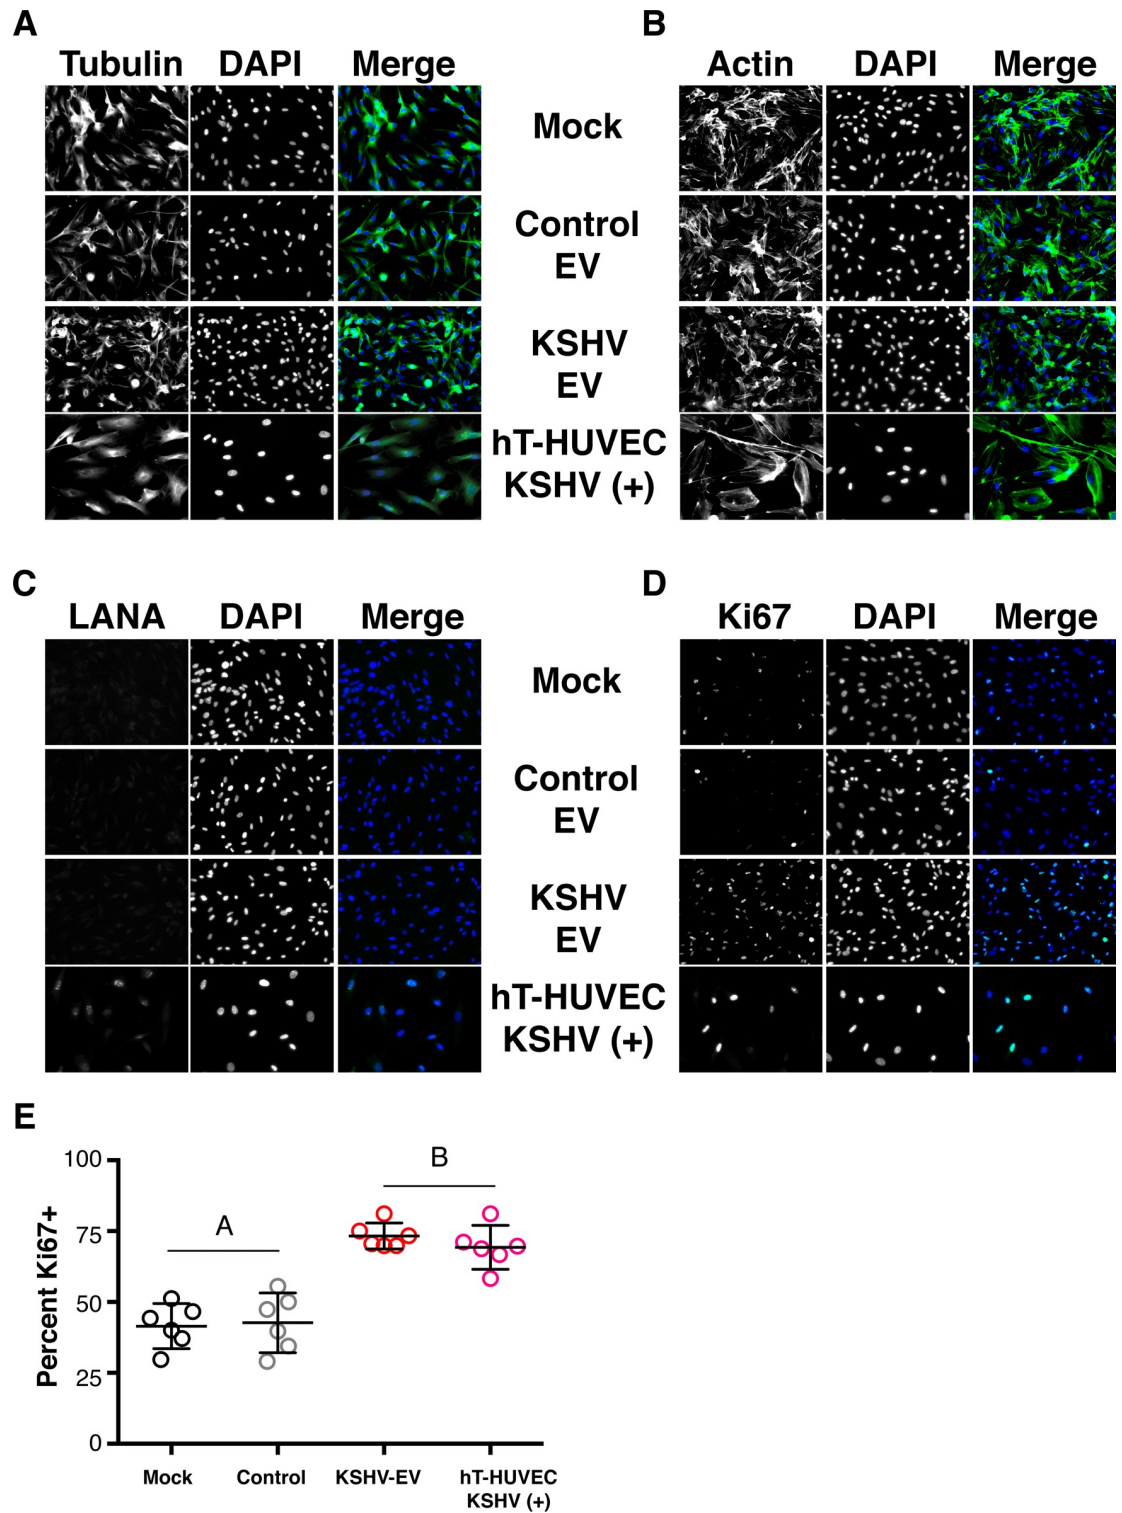 A
B
Tubulin DAPI Merge
Actin DAPI Merge
Mock
Control
EV
KSHV
EV
hT-HUVEC
KSHV (+)
C
D
LANA DAPI Merge
Ki67 DAPI Merge
Mock
Control
EV
KSHV
EV
hT-HUVEC
KSHV (+)
E
Percent Ki67+
100
75
50
25
0
A
B
Mock
Control
KSHV-EV
hT-HUVEC
KSHV (+)